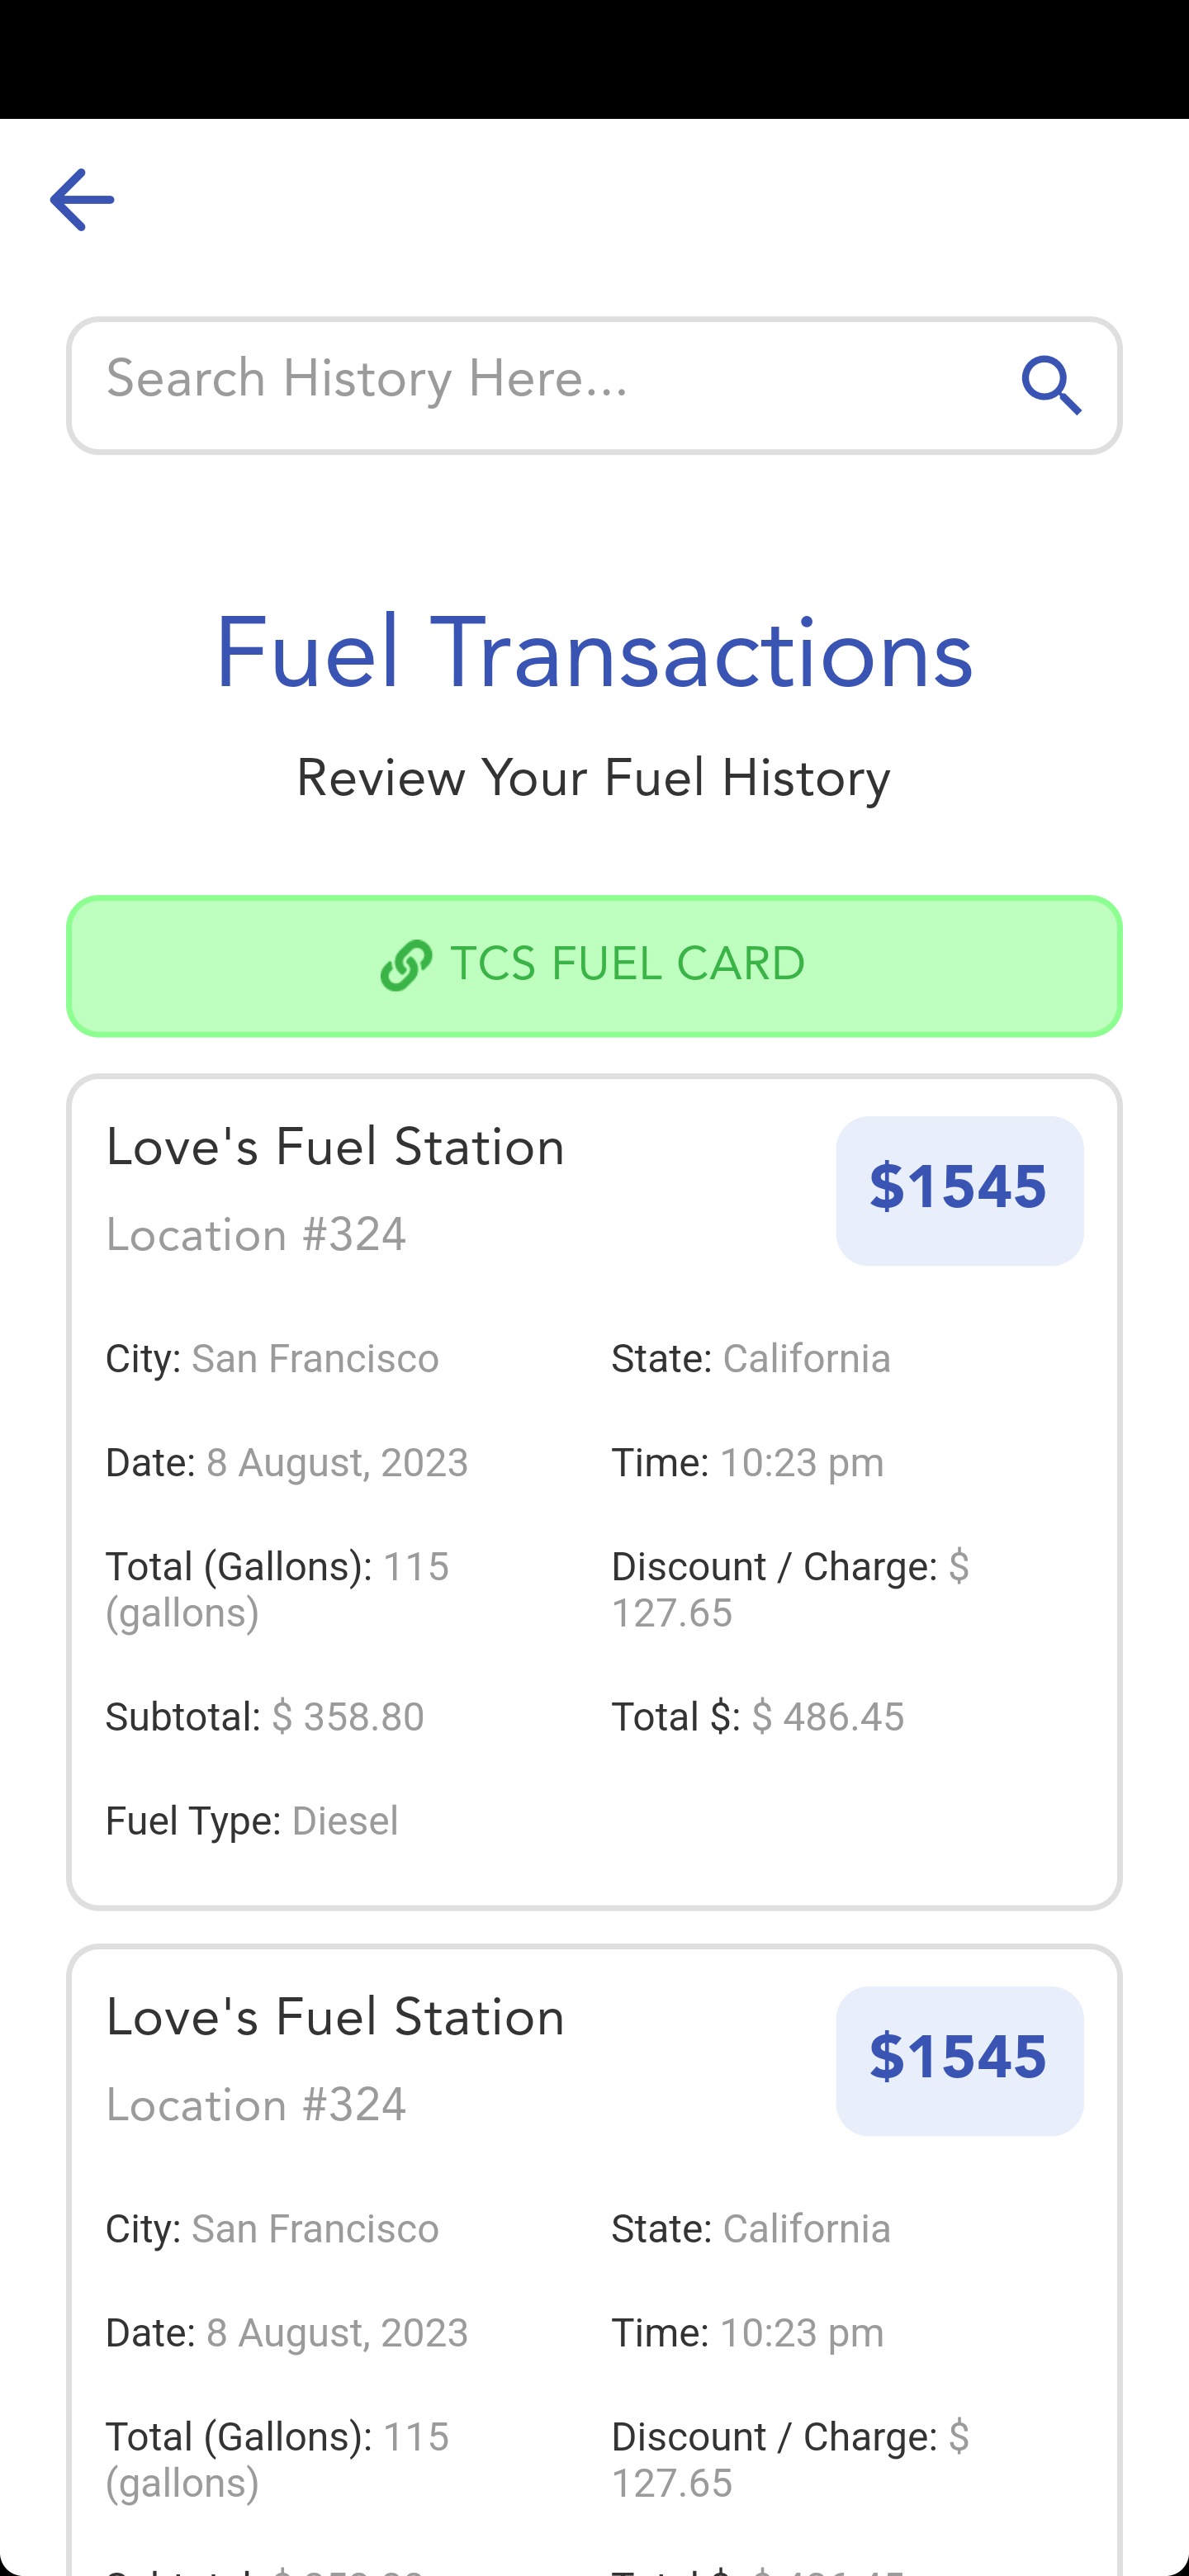 Search History Here...
Fuel Transactions
Review Your Fuel History
TCS FUEL CARD
Love's Fuel Station
$1545
Location #324
City: San Francisco
State: California
Date: 8 August, 2023
Time: 10:23 pm
Total (Gallons): 115
(gallons)
Discount / Charge: $
127.65
Subtotal: $ 358.80
Total $: $ 486.45
Fuel Type: Diesel
Love's Fuel Station
$1545
Location #324
City: San Francisco
State: California
Date: 8 August, 2023
Time: 10:23 pm
Total (Gallons): 115
(gallons)
Discount / Charge: $
127.65